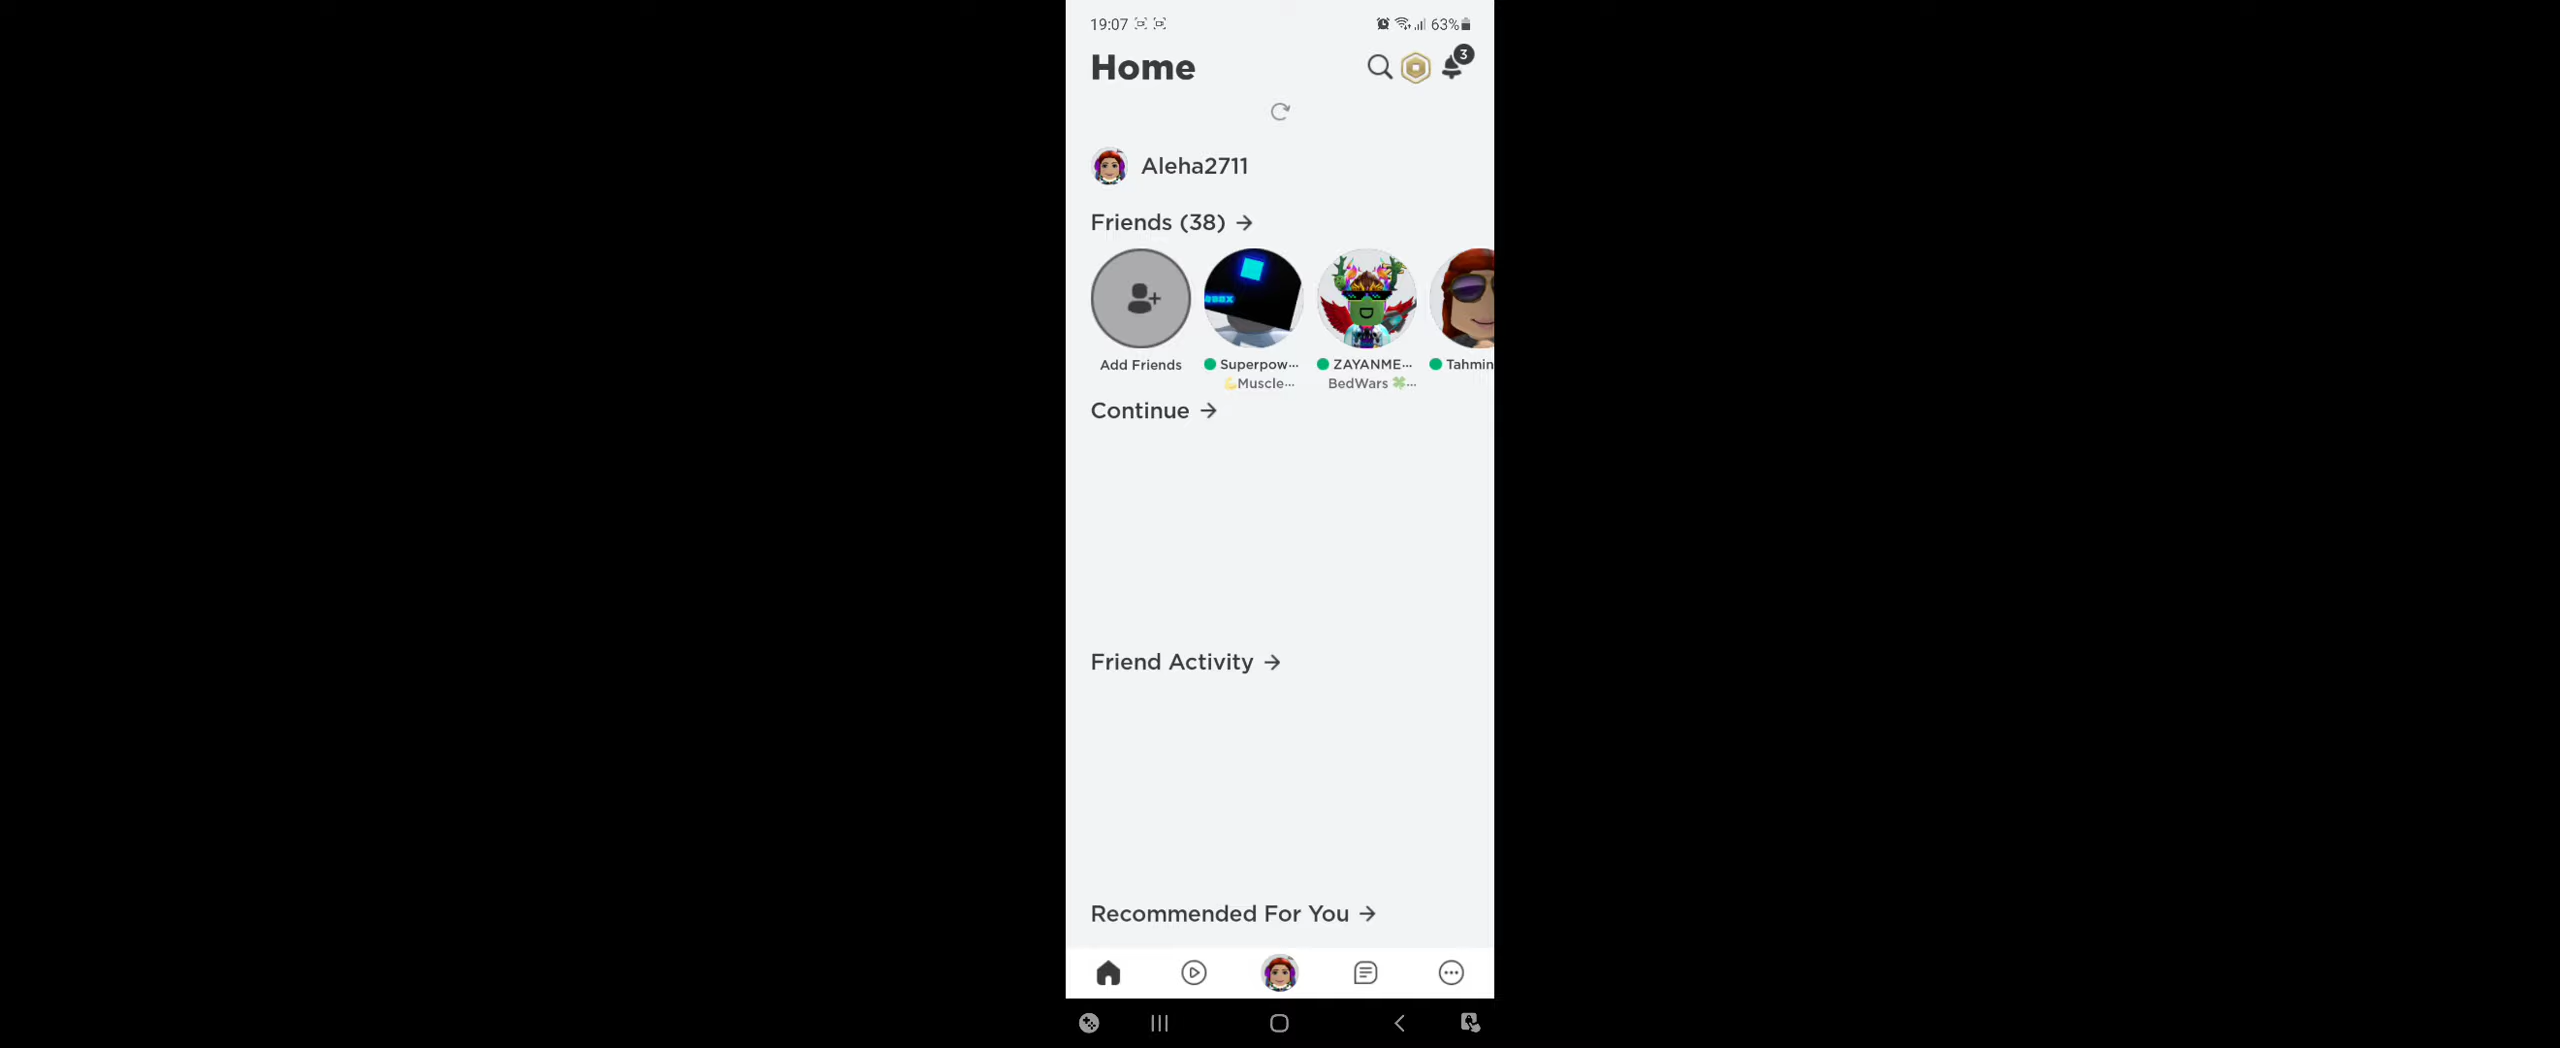 19:07 63%
Home 3
Aleha2711
Friends (38)
Add Friends Superpow... ZAYANME... Tahmin
Muscle... BedWars ...
Continue
Friend Activity
Recommended For You